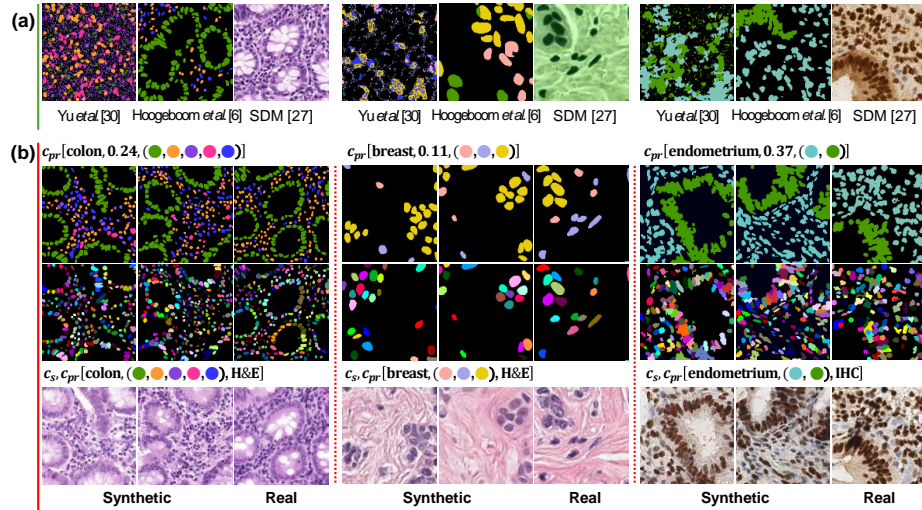 (a)
Yu et al. [30] Hoogeboom et al. [6] SDM [27] Yu et al. [30] Hoogeboom et al. [6] SDM [27] Yu et al. [30] Hoogeboom et al. [6] SDM [27]
(b)
c_pr[colon, 0.24, (●,●,●,●,●)] c_pr[breast, 0.11, (●,●,●)] c_pr[endometrium, 0.37, (●,●)]
c_s, c_pr[colon, (●,●,●,●,●), H&E] c_s, c_pr[breast, (●,●,●), H&E] c_s, c_pr[endometrium, (●,●), IHC]
Synthetic Real Synthetic Real Synthetic Real